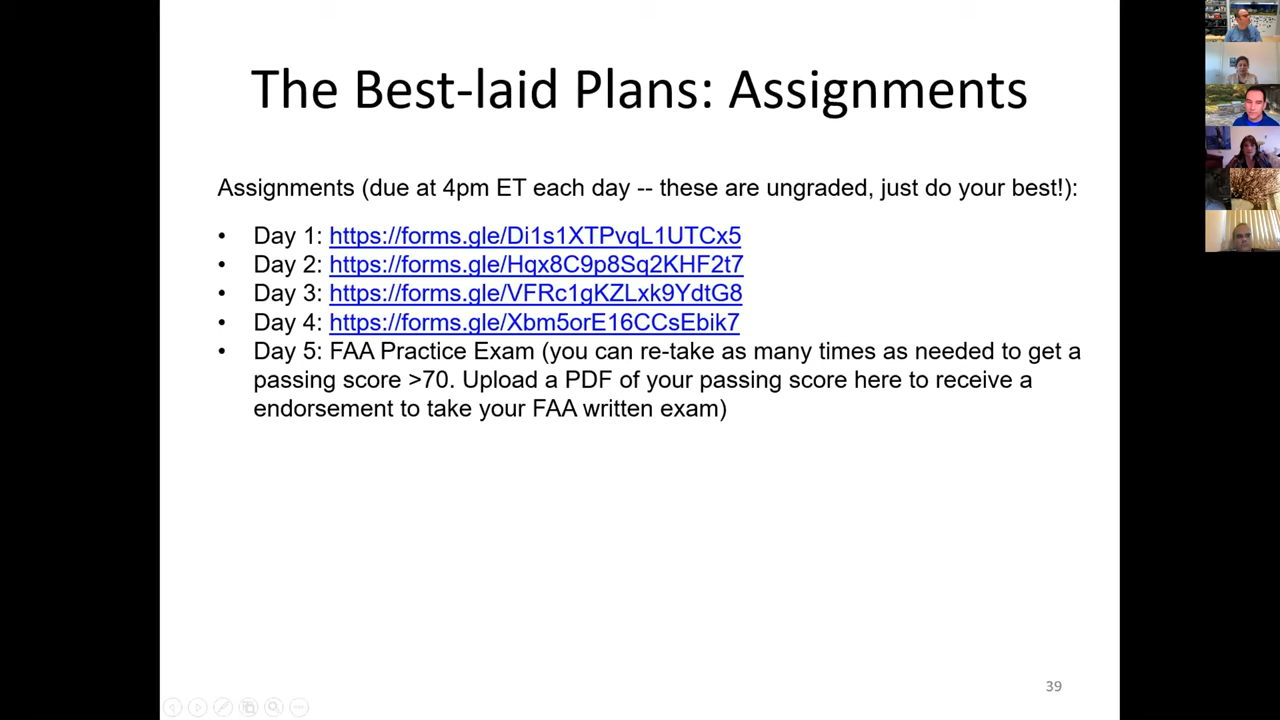 The Best-laid Plans: Assignments
Assignments (due at 4pm ET each day -- these are ungraded, just do your best!):
• Day 1: https://forms.gle/Di1s1XTPvqL1UTCx5
• Day 2: https://forms.gle/Hqx8C9p8Sq2KHF2t7
• Day 3: https://forms.gle/VFRc1gKZLxk9YdtG8
• Day 4: https://forms.gle/Xbm5orE16CCsEbik7
• Day 5: FAA Practice Exam (you can re-take as many times as needed to get a
passing score >70. Upload a PDF of your passing score here to receive a
endorsement to take your FAA written exam)
39